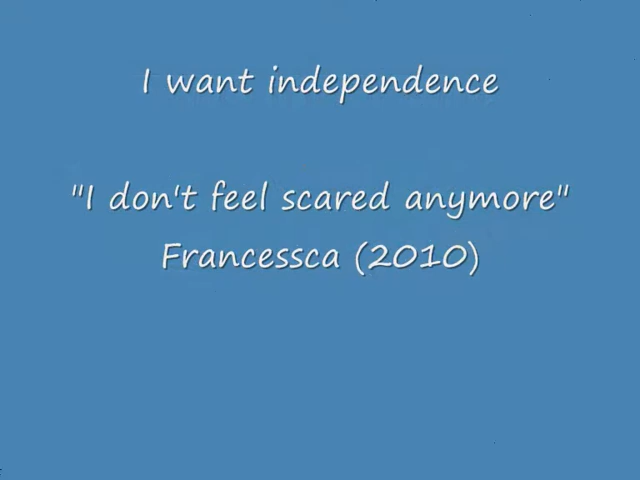 I want independence
"I don't feel scared anymore"
Francessca (2010)